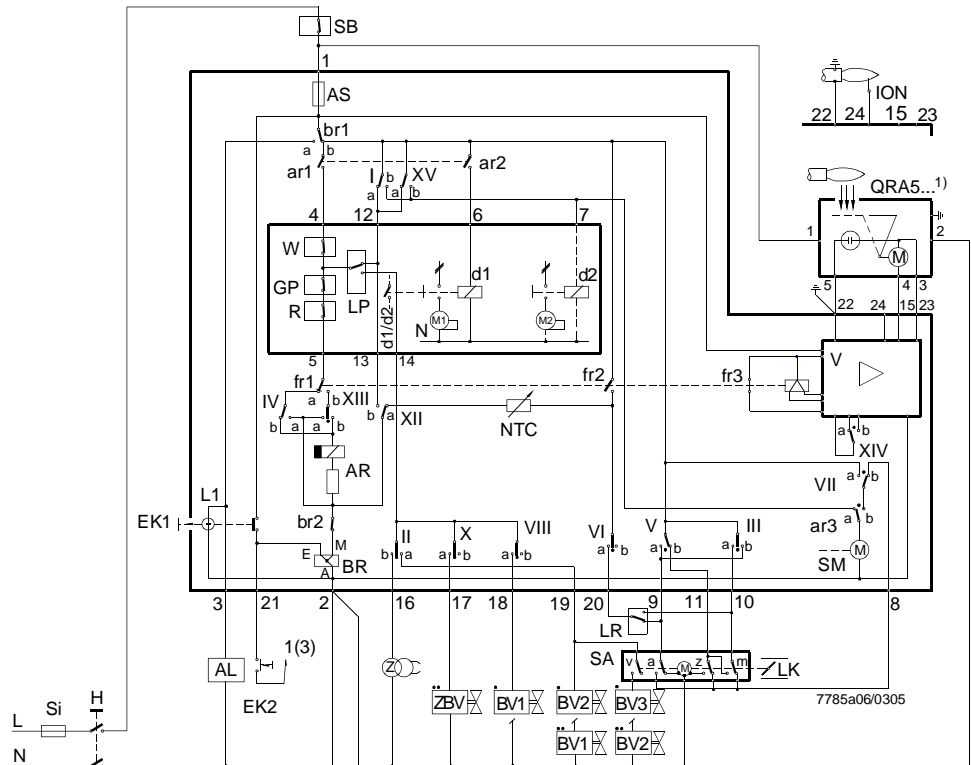 SB
1
AS
ION
22 24 15 23
br1
a b
ar1 ar2
I XV
a b a b
QRA5...1)
1 2
M
5 4 3
4 12 6 7
W
GP
R
LP
d1/d2
d1
d2
N M1 M2
22 24 15 23
5 13 14
V
fr1 fr2 fr3
IV XIII
b a b
a a b
b a XII
NTC
a b
XIV
AR
VII a b
L1
EK1
br2
E M
A BR
II X VIII VI V III
b a a b a b a b a b a b
ar3 a b
SM M
3 21 2 16 17 18 19 20 9 11 10 8
LR
SA v a M z m LK
AL
1(3)
EK2
Z
ZBV BV1 BV2 BV3
BV1 BV2
7785a06/0305
L Si H
N